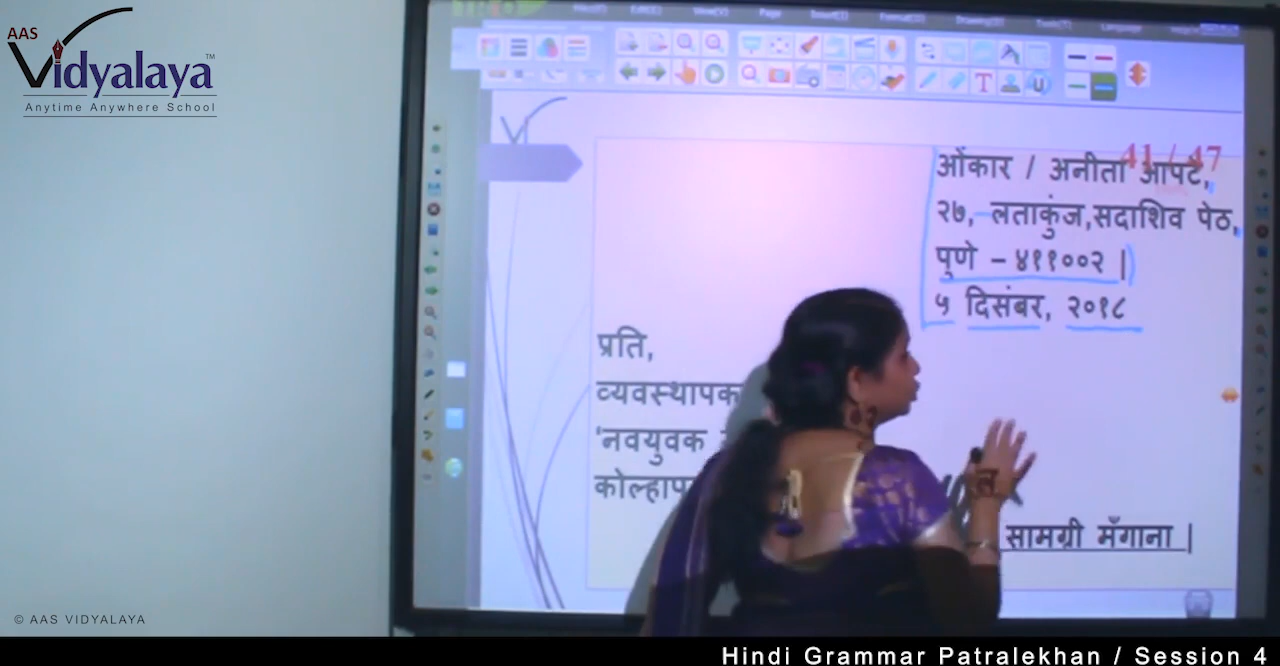 AAS
Vidyalaya™
Anytime Anywhere School
41 / 47
ओंकार / अनीता आपटे,
२७, लताकुंज,सदाशिव पेठ,
पुणे – ४११००२ |
५ दिसंबर, २०१८
प्रति,
व्यवस्थापक
'नवयुवक
कोल्हाप
सामग्री मँगाना |
© AAS VIDYALAYA
Hindi Grammar Patralekhan / Session 4